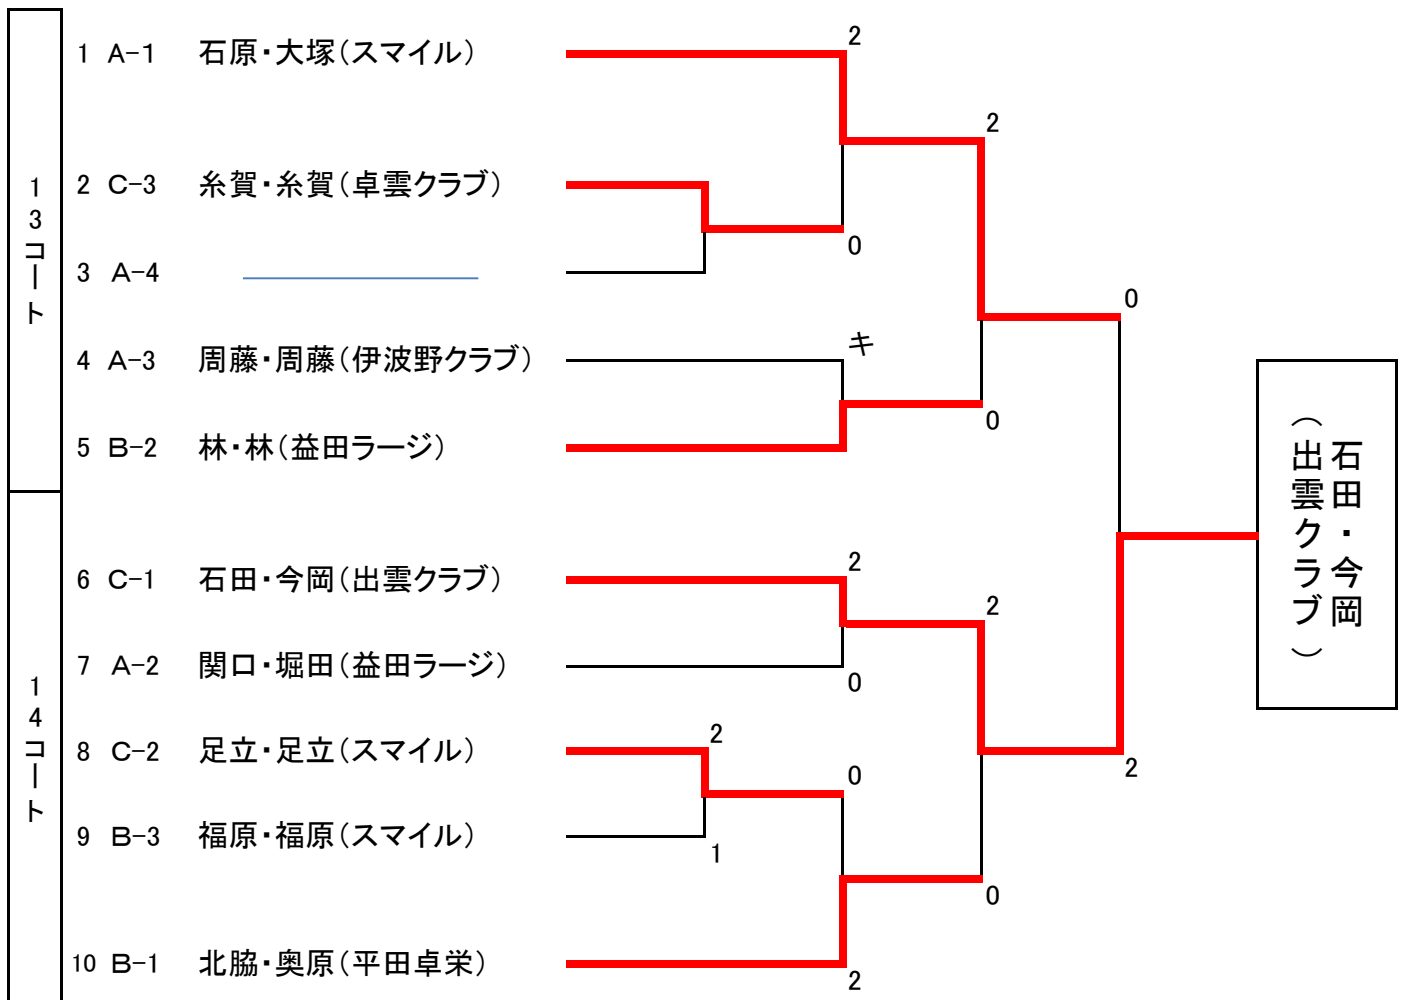 13コート
1 A-1 石原・大塚(スマイル)
2
2 C-3 糸賀・糸賀(卓雲クラブ)
2
0
3 A-4
0
4 A-3 周藤・周藤(伊波野クラブ)
キ
5 B-2 林・林(益田ラージ)
0
14コート
6 C-1 石田・今岡(出雲クラブ)
2
2
7 A-2 関口・堀田(益田ラージ)
0
8 C-2 足立・足立(スマイル)
2
0
2
9 B-3 福原・福原(スマイル)
1
0
10 B-1 北脇・奥原(平田卓栄)
2
石田・今岡
(出雲クラブ)